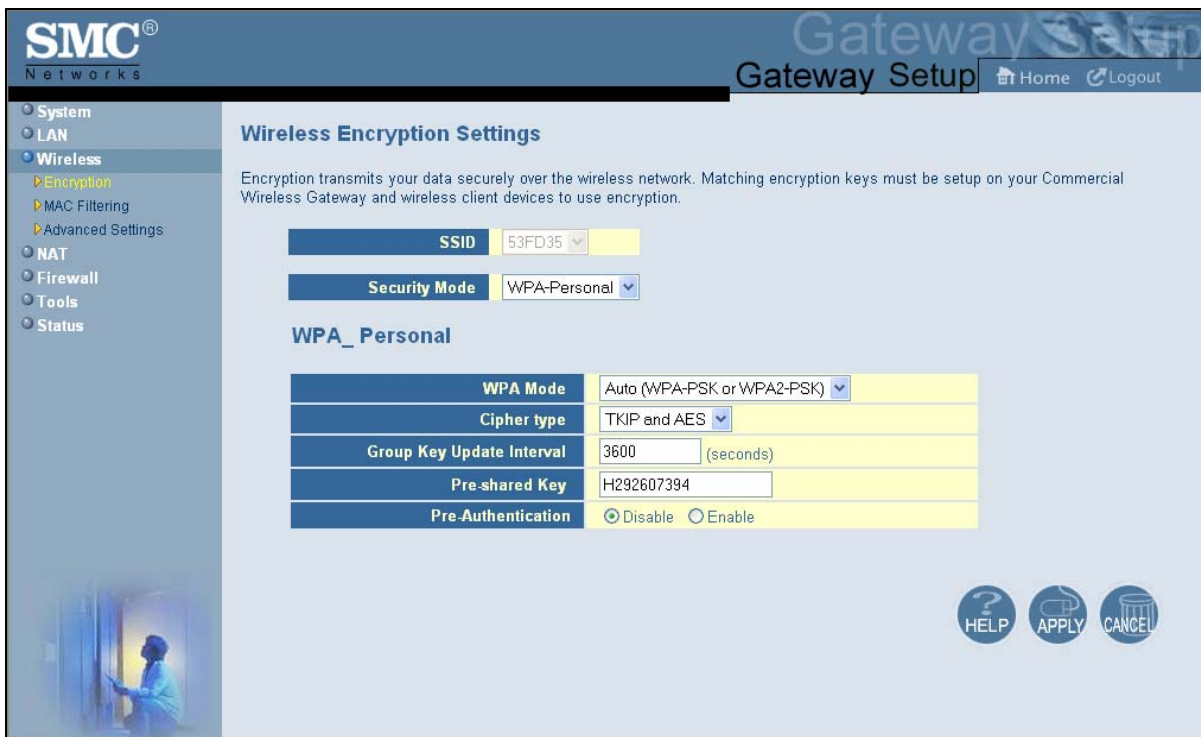 SMC®
Networks
Gateway Setup
Gateway Setup
Home
Logout
System
LAN
Wireless
Encryption
MAC Filtering
Advanced Settings
NAT
Firewall
Tools
Status
Wireless Encryption Settings
Encryption transmits your data securely over the wireless network. Matching encryption keys must be setup on your Commercial
Wireless Gateway and wireless client devices to use encryption.
SSID 53FD35
Security Mode WPA-Personal
WPA_ Personal
WPA Mode Auto (WPA-PSK or WPA2-PSK)
Cipher type TKIP and AES
Group Key Update Interval 3600 (seconds)
Pre-shared Key H292607394
Pre-Authentication Disable Enable
HELP APPLY CANCEL